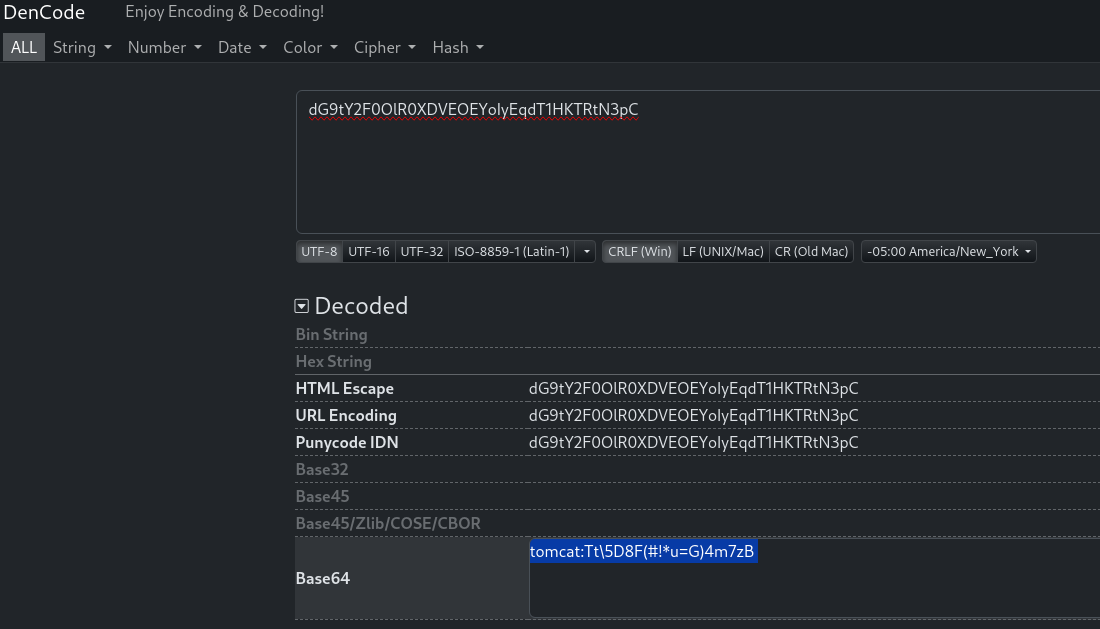 DenCode Enjoy Encoding & Decoding!
ALL String Number Date Color Cipher Hash
dG9tY2F0OlR0XDVEOEYoIyEqdT1HKTRtN3pC
UTF-8 UTF-16 UTF-32 ISO-8859-1 (Latin-1) CRLF (Win) LF (UNIX/Mac) CR (Old Mac) -05:00 America/New_York
Decoded
Bin String
Hex String
HTML Escape dG9tY2F0OlR0XDVEOEYoIyEqdT1HKTRtN3pC
URL Encoding dG9tY2F0OlR0XDVEOEYoIyEqdT1HKTRtN3pC
Punycode IDN dG9tY2F0OlR0XDVEOEYoIyEqdT1HKTRtN3pC
Base32
Base45
Base45/Zlib/COSE/CBOR
tomcat:Tt\5D8F(#!*u=G)4m7zB
Base64